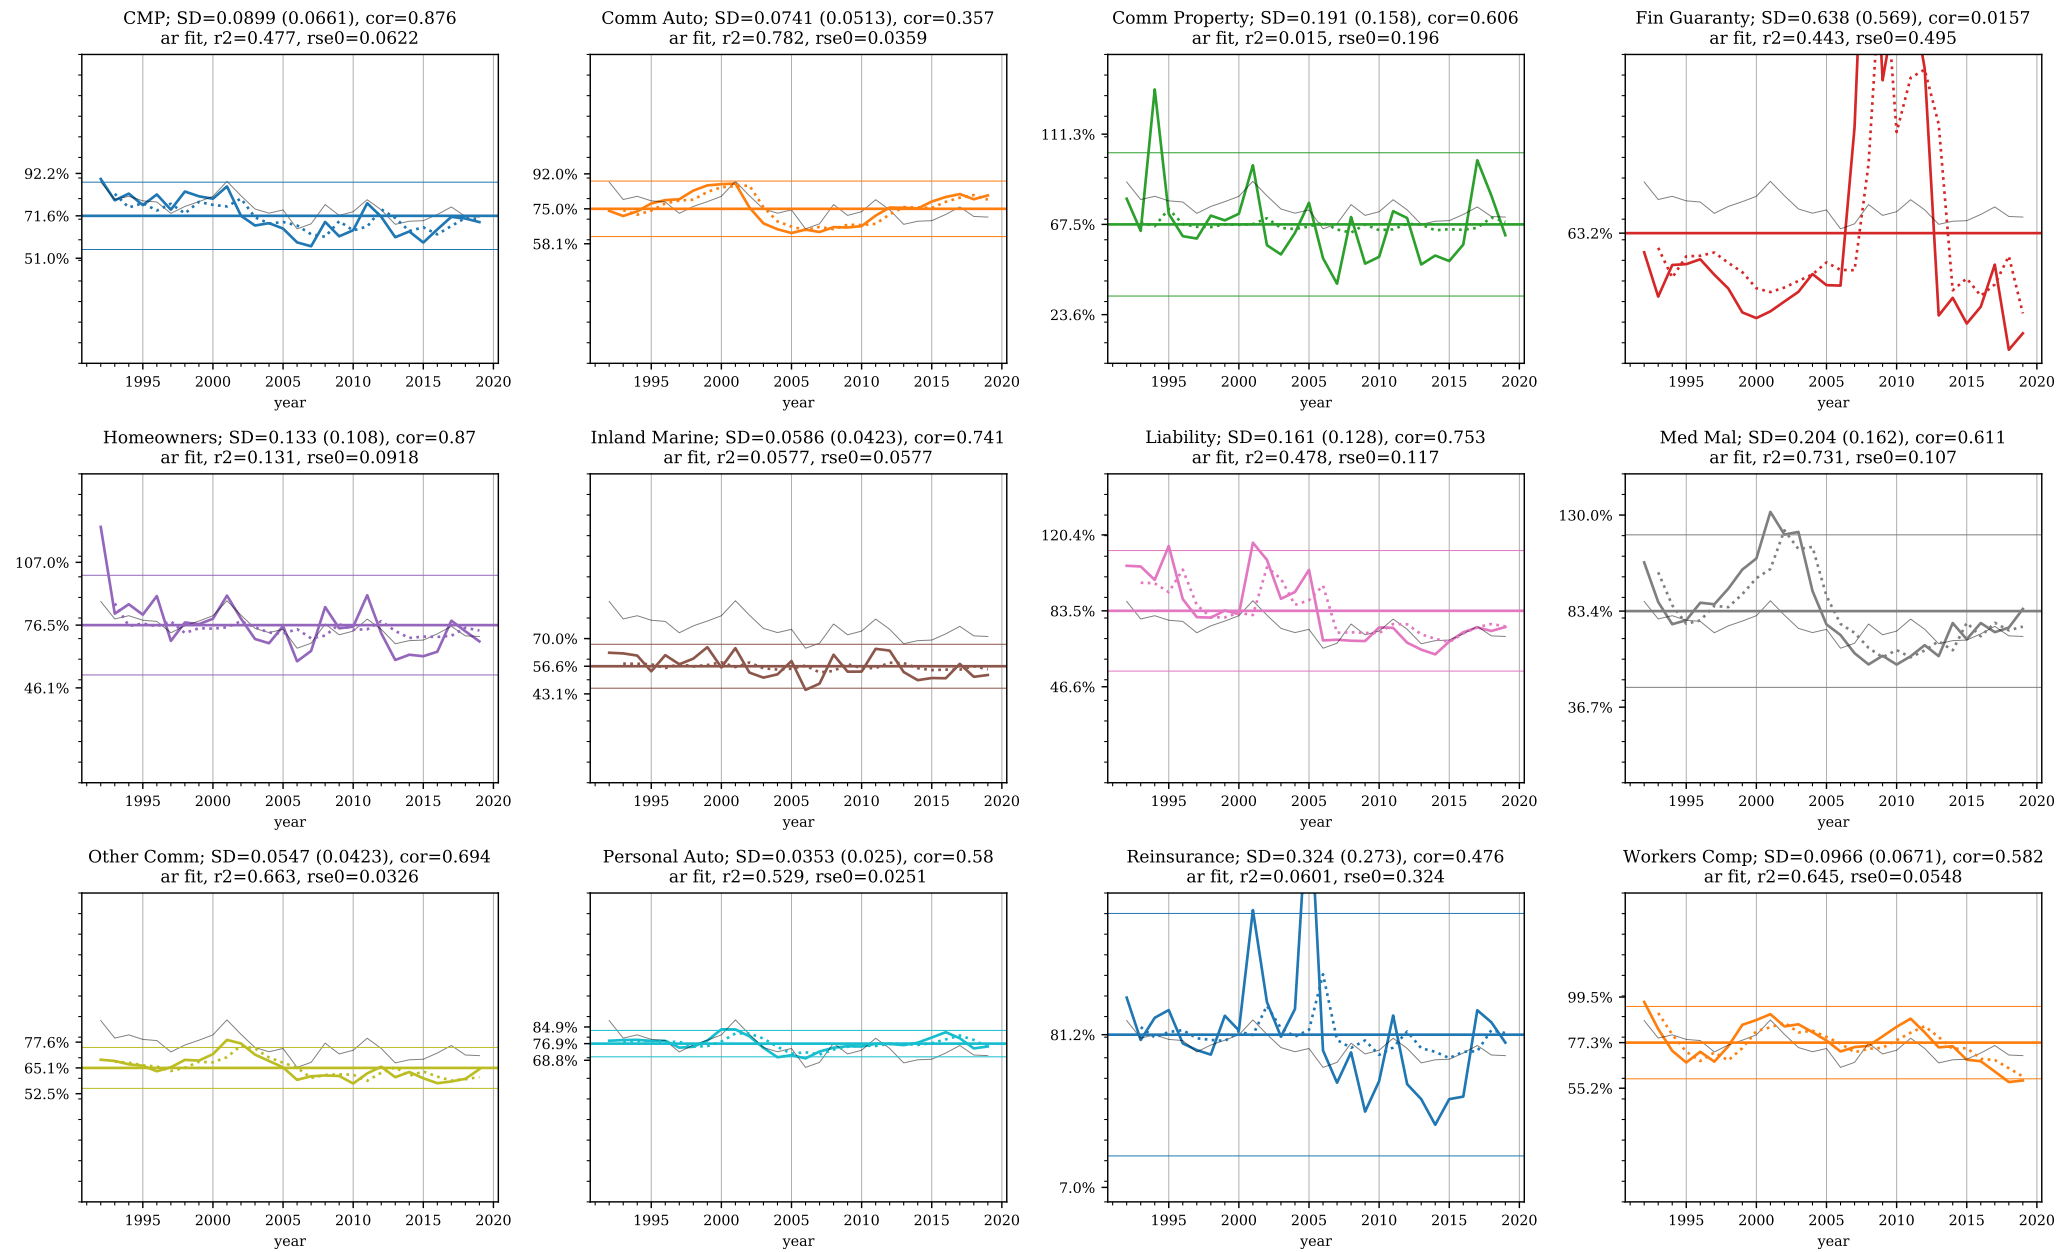 CMP; SD=0.0899 (0.0661), cor=0.876
ar fit, r2=0.477, rse0=0.0622
92.2%
71.6%
51.0%
1995 2000 2005 2010 2015 2020
year
Comm Auto; SD=0.0741 (0.0513), cor=0.357
ar fit, r2=0.782, rse0=0.0359
92.0%
75.0%
58.1%
1995 2000 2005 2010 2015 2020
year
Comm Property; SD=0.191 (0.158), cor=0.606
ar fit, r2=0.015, rse0=0.196
111.3%
67.5%
23.6%
1995 2000 2005 2010 2015 2020
year
Fin Guaranty; SD=0.638 (0.569), cor=0.0157
ar fit, r2=0.443, rse0=0.495
63.2%
1995 2000 2005 2010 2015 2020
year
Homeowners; SD=0.133 (0.108), cor=0.87
ar fit, r2=0.131, rse0=0.0918
107.0%
76.5%
46.1%
1995 2000 2005 2010 2015 2020
year
Inland Marine; SD=0.0586 (0.0423), cor=0.741
ar fit, r2=0.0577, rse0=0.0577
70.0%
56.6%
43.1%
1995 2000 2005 2010 2015 2020
year
Liability; SD=0.161 (0.128), cor=0.753
ar fit, r2=0.478, rse0=0.117
120.4%
83.5%
46.6%
1995 2000 2005 2010 2015 2020
year
Med Mal; SD=0.204 (0.162), cor=0.611
ar fit, r2=0.731, rse0=0.107
130.0%
83.4%
36.7%
1995 2000 2005 2010 2015 2020
year
Other Comm; SD=0.0547 (0.0423), cor=0.694
ar fit, r2=0.663, rse0=0.0326
77.6%
65.1%
52.5%
1995 2000 2005 2010 2015 2020
year
Personal Auto; SD=0.0353 (0.025), cor=0.58
ar fit, r2=0.529, rse0=0.0251
84.9%
76.9%
68.8%
1995 2000 2005 2010 2015 2020
year
Reinsurance; SD=0.324 (0.273), cor=0.476
ar fit, r2=0.0601, rse0=0.324
81.2%
7.0%
1995 2000 2005 2010 2015 2020
year
Workers Comp; SD=0.0966 (0.0671), cor=0.582
ar fit, r2=0.645, rse0=0.0548
99.5%
77.3%
55.2%
1995 2000 2005 2010 2015 2020
year